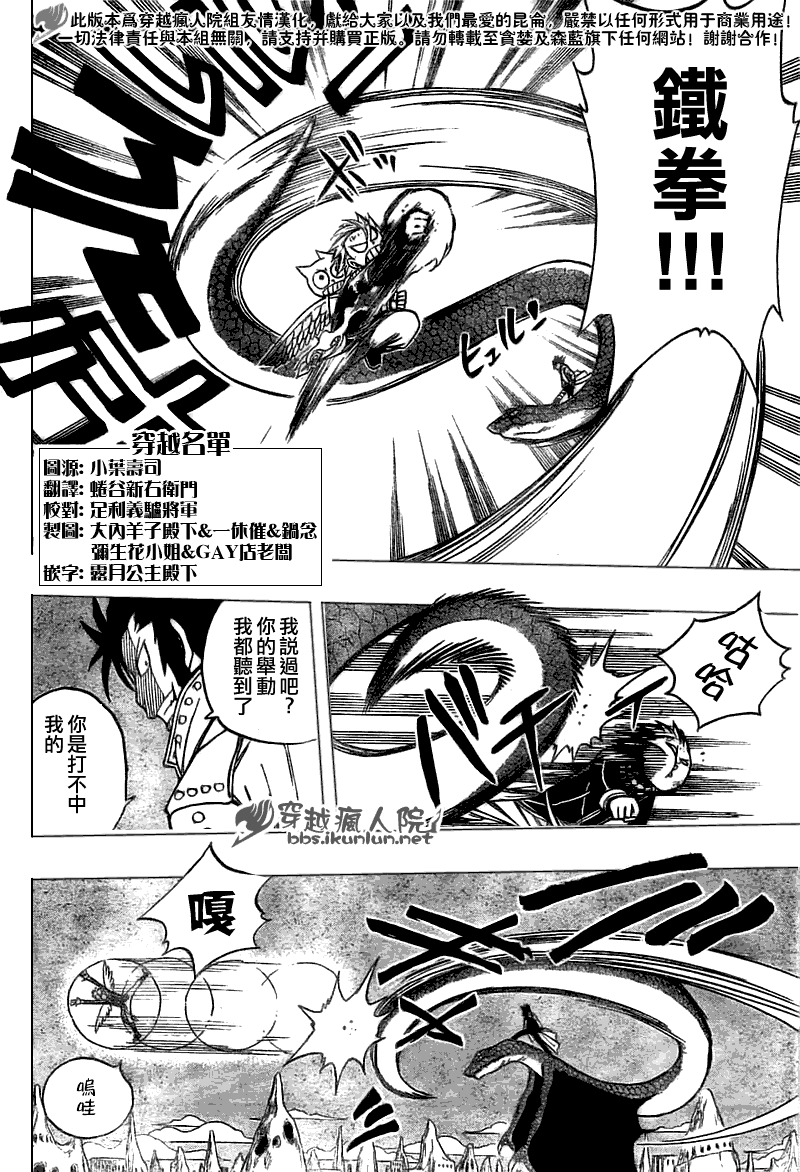 此版本爲穿越瘋人院組友情漢化，獻給大家以及我們最愛的昆侖，嚴禁以任何形式用于商業用途！
一切法律責任與本組無關，請支持并購買正版。請勿轉載至貪婪及森藍旗下任何網站！謝謝合作！
鐵拳!!!
ヒュルン
穿越名單
圖源: 小葉壽司
翻譯: 蜷谷新右衛門
校對: 足利義驢將軍
製圖: 大內羊子殿下&一休催&鍋念
彌生花小姐&GAY店老闆
嵌字: 露月公主殿下
咕哈
バチィ
我說過吧？
你的舉動
我都聽到了
你是打不中
我的
穿越瘋人院
bbs.ikunlun.net
嘎
嗚哇